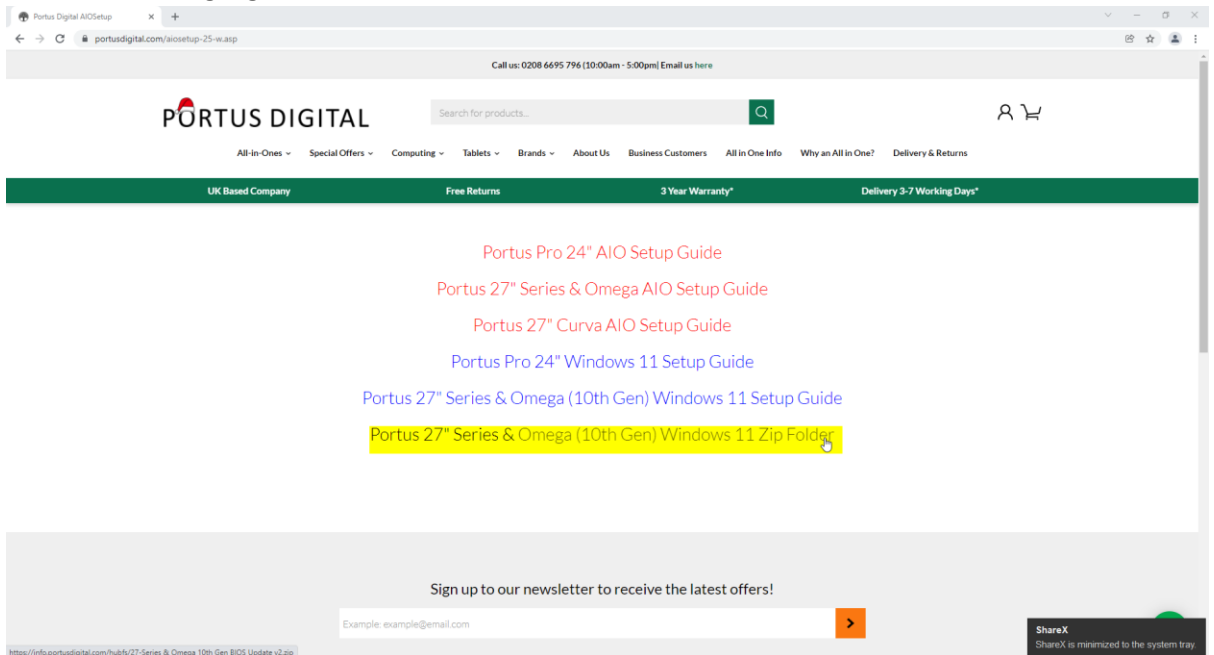 Portus Digital AIOSetup
portusdigital.com/aiosetup-25-w.asp
Call us: 0208 6695 796 (10:00am - 5:00pm| Email us here
PORTUS DIGITAL
Search for products...
All-in-Ones Special Offers Computing Tablets Brands About Us Business Customers All in One Info Why an All in One? Delivery & Returns
UK Based Company Free Returns 3 Year Warranty* Delivery 3-7 Working Days*
Portus Pro 24" AIO Setup Guide
Portus 27" Series & Omega AIO Setup Guide
Portus 27" Curva AIO Setup Guide
Portus Pro 24" Windows 11 Setup Guide
Portus 27" Series & Omega (10th Gen) Windows 11 Setup Guide
Portus 27" Series & Omega (10th Gen) Windows 11 Zip Folder
Sign up to our newsletter to receive the latest offers!
Example: example@email.com
ShareX
ShareX is minimized to the system tray.
https://info.portusdigital.com/hubfs/27-Series & Omega 10th Gen BIOS Update v2.zip